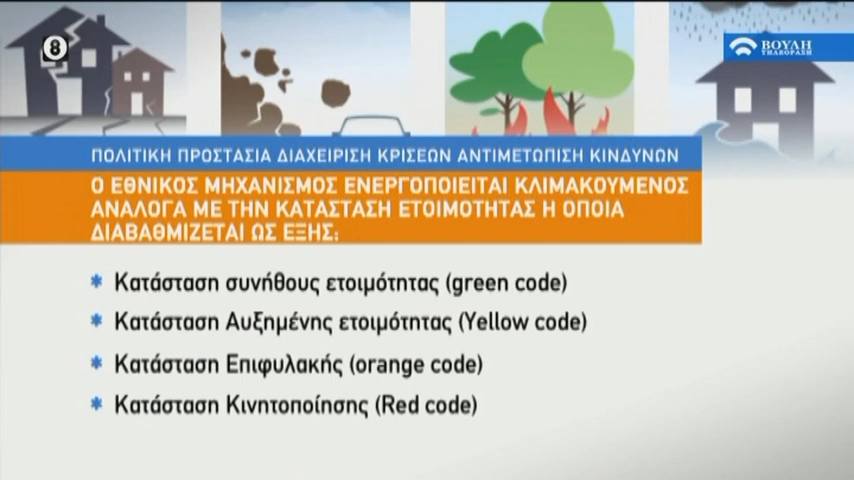 8
ΒΟΥΛΗ
ΤΗΛΕΟΡΑΣΗ
ΠΟΛΙΤΙΚΗ ΠΡΟΣΤΑΣΙΑ ΔΙΑΧΕΙΡΙΣΗ ΚΡΙΣΕΩΝ ΑΝΤΙΜΕΤΩΠΙΣΗ ΚΙΝΔΥΝΩΝ
Ο ΕΘΝΙΚΟΣ ΜΗΧΑΝΙΣΜΟΣ ΕΝΕΡΓΟΠΟΙΕΙΤΑΙ ΚΛΙΜΑΚΟΥΜΕΝΟΣ
ΑΝΑΛΟΓΑ ΜΕ ΤΗΝ ΚΑΤΑΣΤΑΣΗ ΕΤΟΙΜΟΤΗΤΑΣ Η ΟΠΟΙΑ
ΔΙΑΒΑΘΜΙΖΕΤΑΙ ΩΣ ΕΞΗΣ:
* Κατάσταση συνήθους ετοιμότητας (green code)
* Κατάσταση Αυξημένης ετοιμότητας (Yellow code)
* Κατάσταση Επιφυλακής (orange code)
* Κατάσταση Κινητοποίησης (Red code)